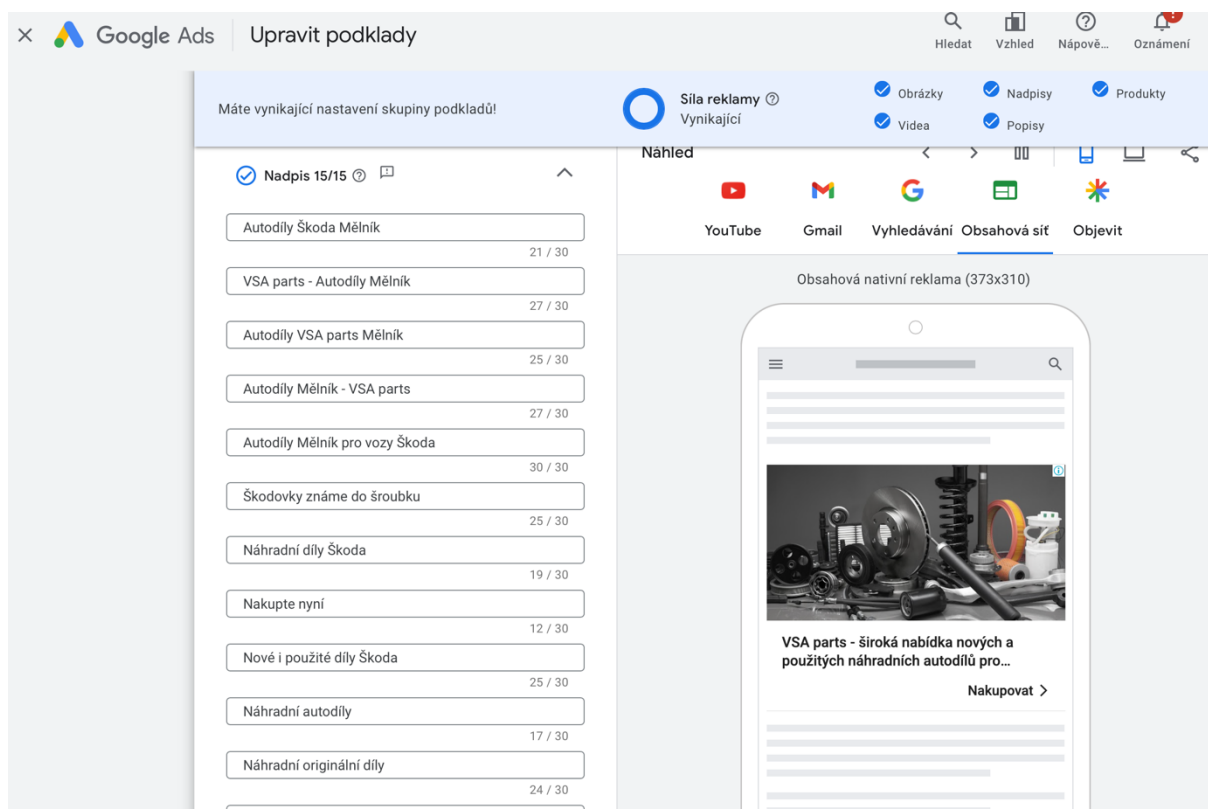 Google Ads
Upravit podklady
Hledat
Vzhled
Nápově...
Oznámení
Máte vynikající nastavení skupiny podkladů!
Síla reklamy
Vynikající
Obrázky
Nadpisy
Produkty
Videa
Popisy
Nadpis 15/15
Autodíly Škoda Mělník
21 / 30
VSA parts - Autodíly Mělník
27 / 30
Autodíly VSA parts Mělník
25 / 30
Autodíly Mělník - VSA parts
27 / 30
Autodíly Mělník pro vozy Škoda
30 / 30
Škodovky známe do šroubku
25 / 30
Náhradní díly Škoda
19 / 30
Nakupte nyní
12 / 30
Nové i použité díly Škoda
25 / 30
Náhradní autodíly
17 / 30
Náhradní originální díly
24 / 30
Náhled
YouTube
Gmail
Vyhledávání
Obsahová síť
Objevit
Obsahová nativní reklama (373x310)
VSA parts - široká nabídka nových a
použitých náhradních autodílů pro...
Nakupovat